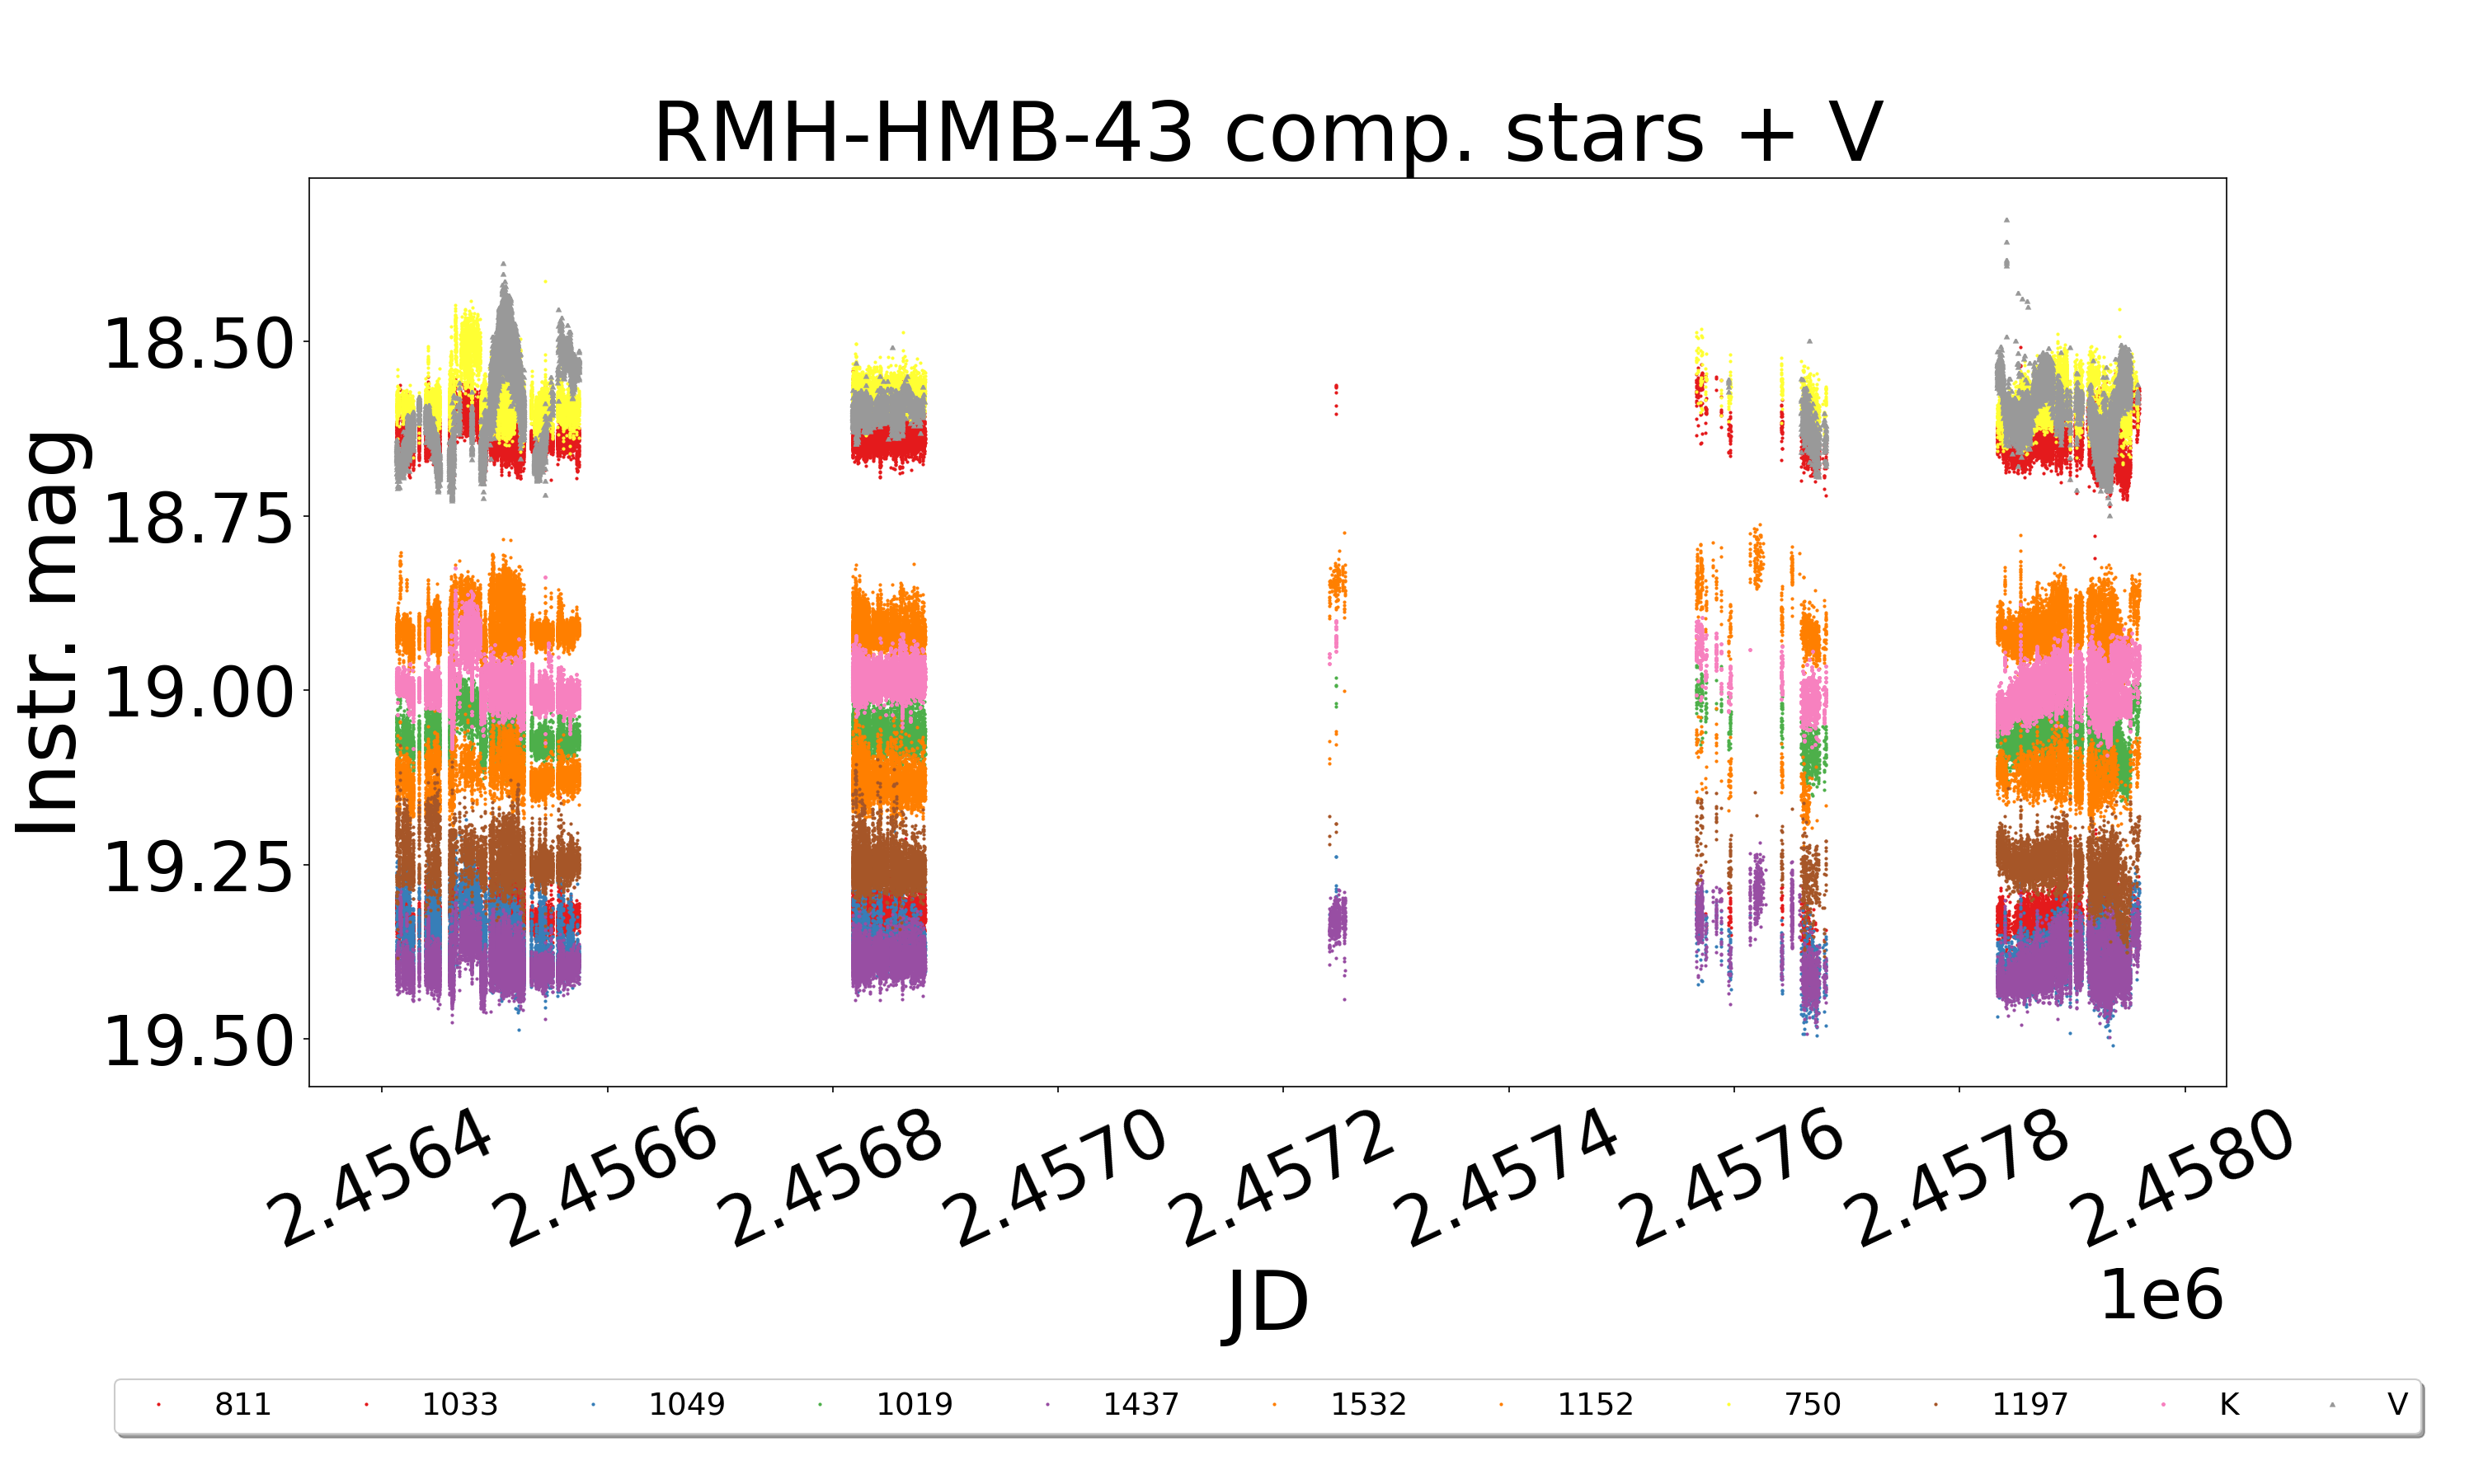 RMH-HMB-43 comp. stars + V
Instr. mag
18.50
18.75
19.00
19.25
19.50
2.4564 2.4566 2.4568 2.4570 2.4572 2.4574 2.4576 2.4578 2.4580
JD
1e6
811 1033 1049 1019 1437 1532 1152 750 1197 K V